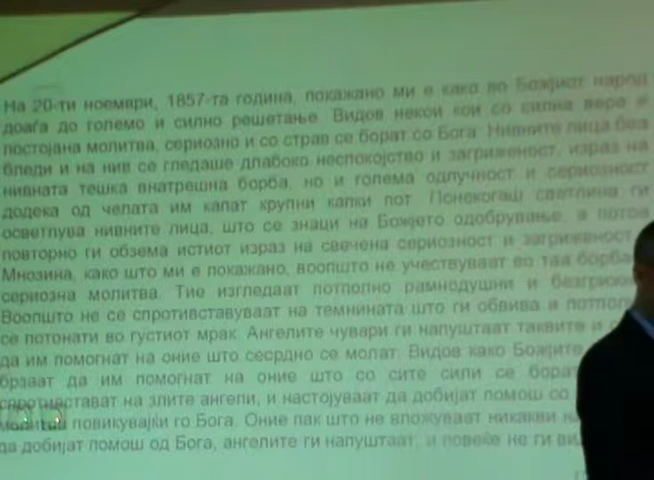 На 20-ти ноември, 1857-та година, покажано ми е како во Божјиот народ
доаѓа до големо и силно решетање. Видов некои кои со силна вера и
постојана молитва, сериозно и со страв се борат со Бога. Нивните лица беа
бледи и на нив се гледаше длабоко неспокојство и загриженост, израз на
нивната тешка внатрешна борба, но и голема одлучност и сериозност
додека од челата им капат крупни капки пот. Понекогаш светлина ги
осветлува нивните лица, што се знаци на Божјето одобрување, а потоа
повторно ги обзема истиот израз на свечена сериозност и загриженост.
Мнозина, како што ми е покажано, воопшто не учествуваат во таа борба
сериозна молитва. Тие изгледаат потполно рамнодушни и
Воопшто не се спротивставуваат на темнината што ги обвива и
се потонати во густиот мрак. Ангелите чувари ги напуштаат таквите и
да им помогнат на оние што сесрдно се молат. Видов како Божјите
брзаат да им помогнат на оние што со сите сили се
спротивстават на злите ангели, и настојуваат да добијат помош со
молитва повикувајќи го Бога. Оние пак што не вложуваат никакви
да добијат помош од Бога, ангелите ги напуштаат, и повеќе не ги